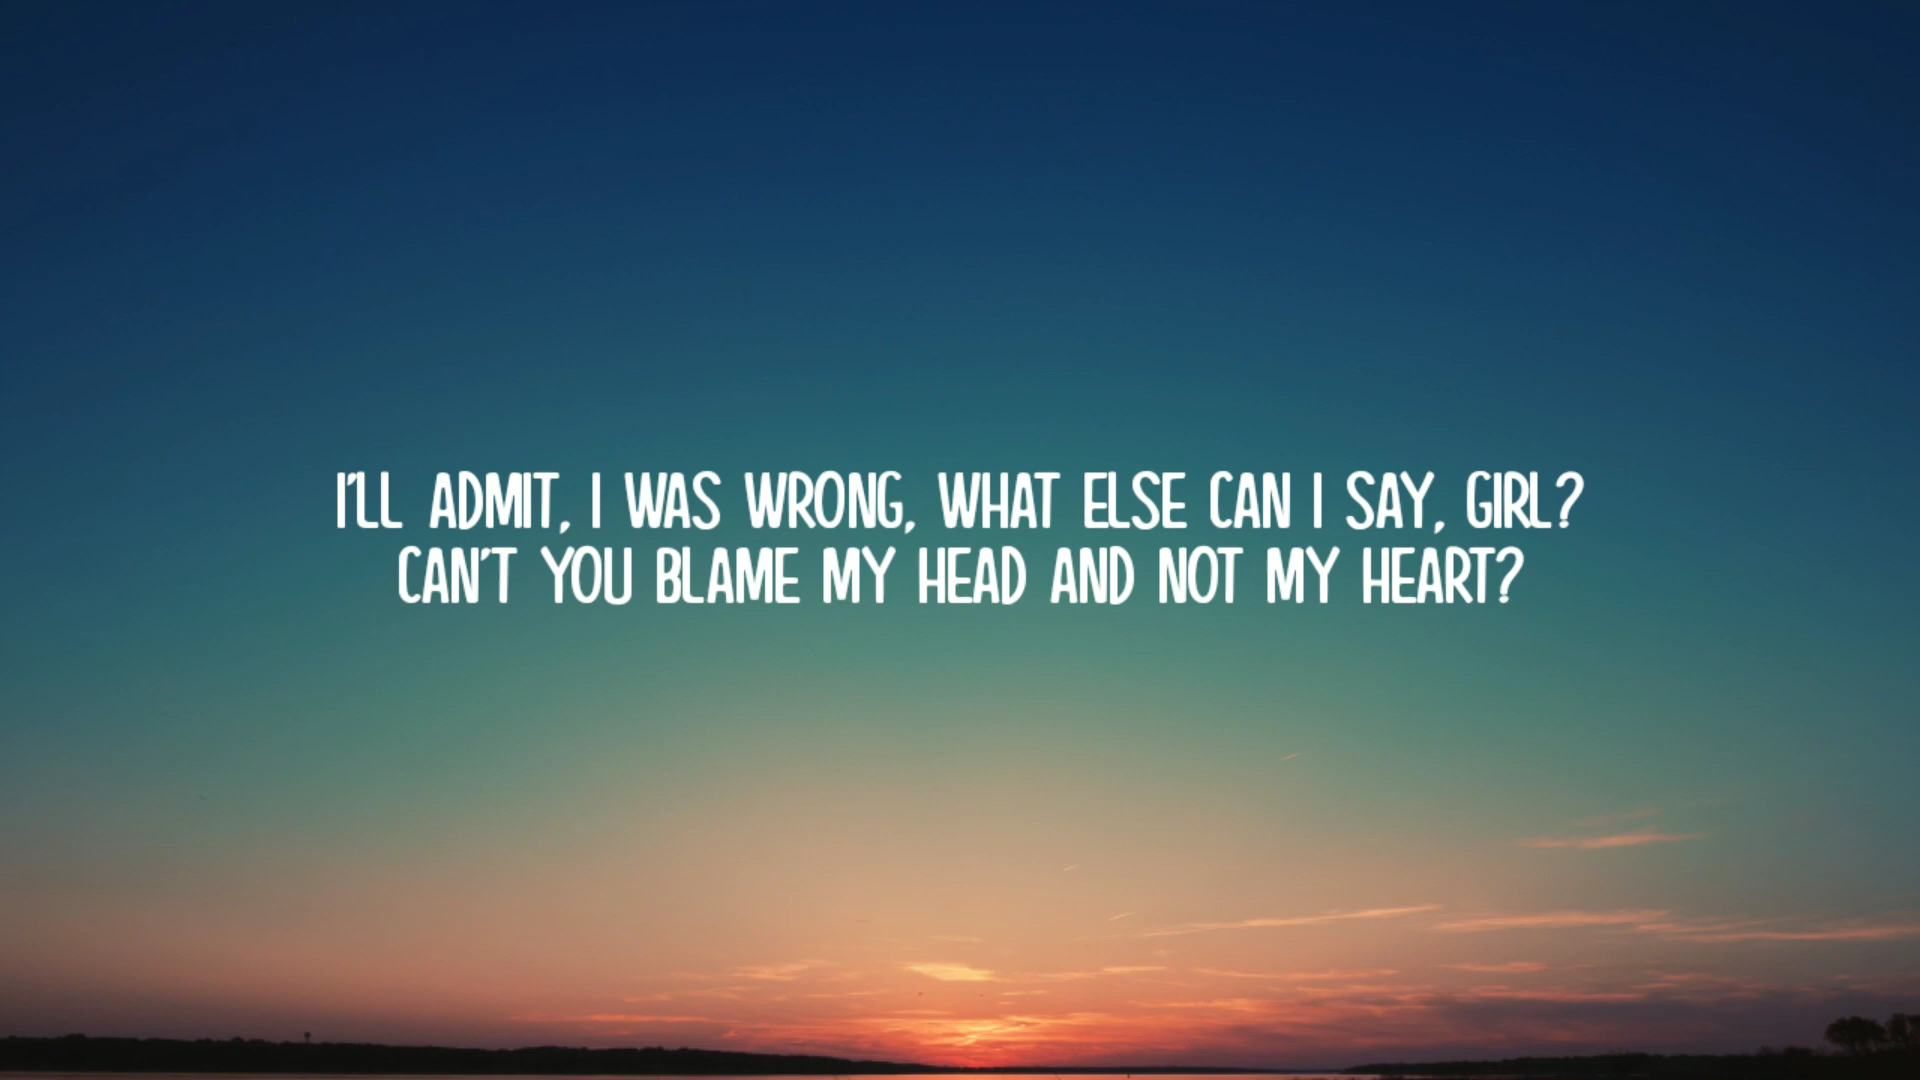 I'LL ADMIT, I WAS WRONG, WHAT ELSE CAN I SAY, GIRL?
CAN'T YOU BLAME MY HEAD AND NOT MY HEART?